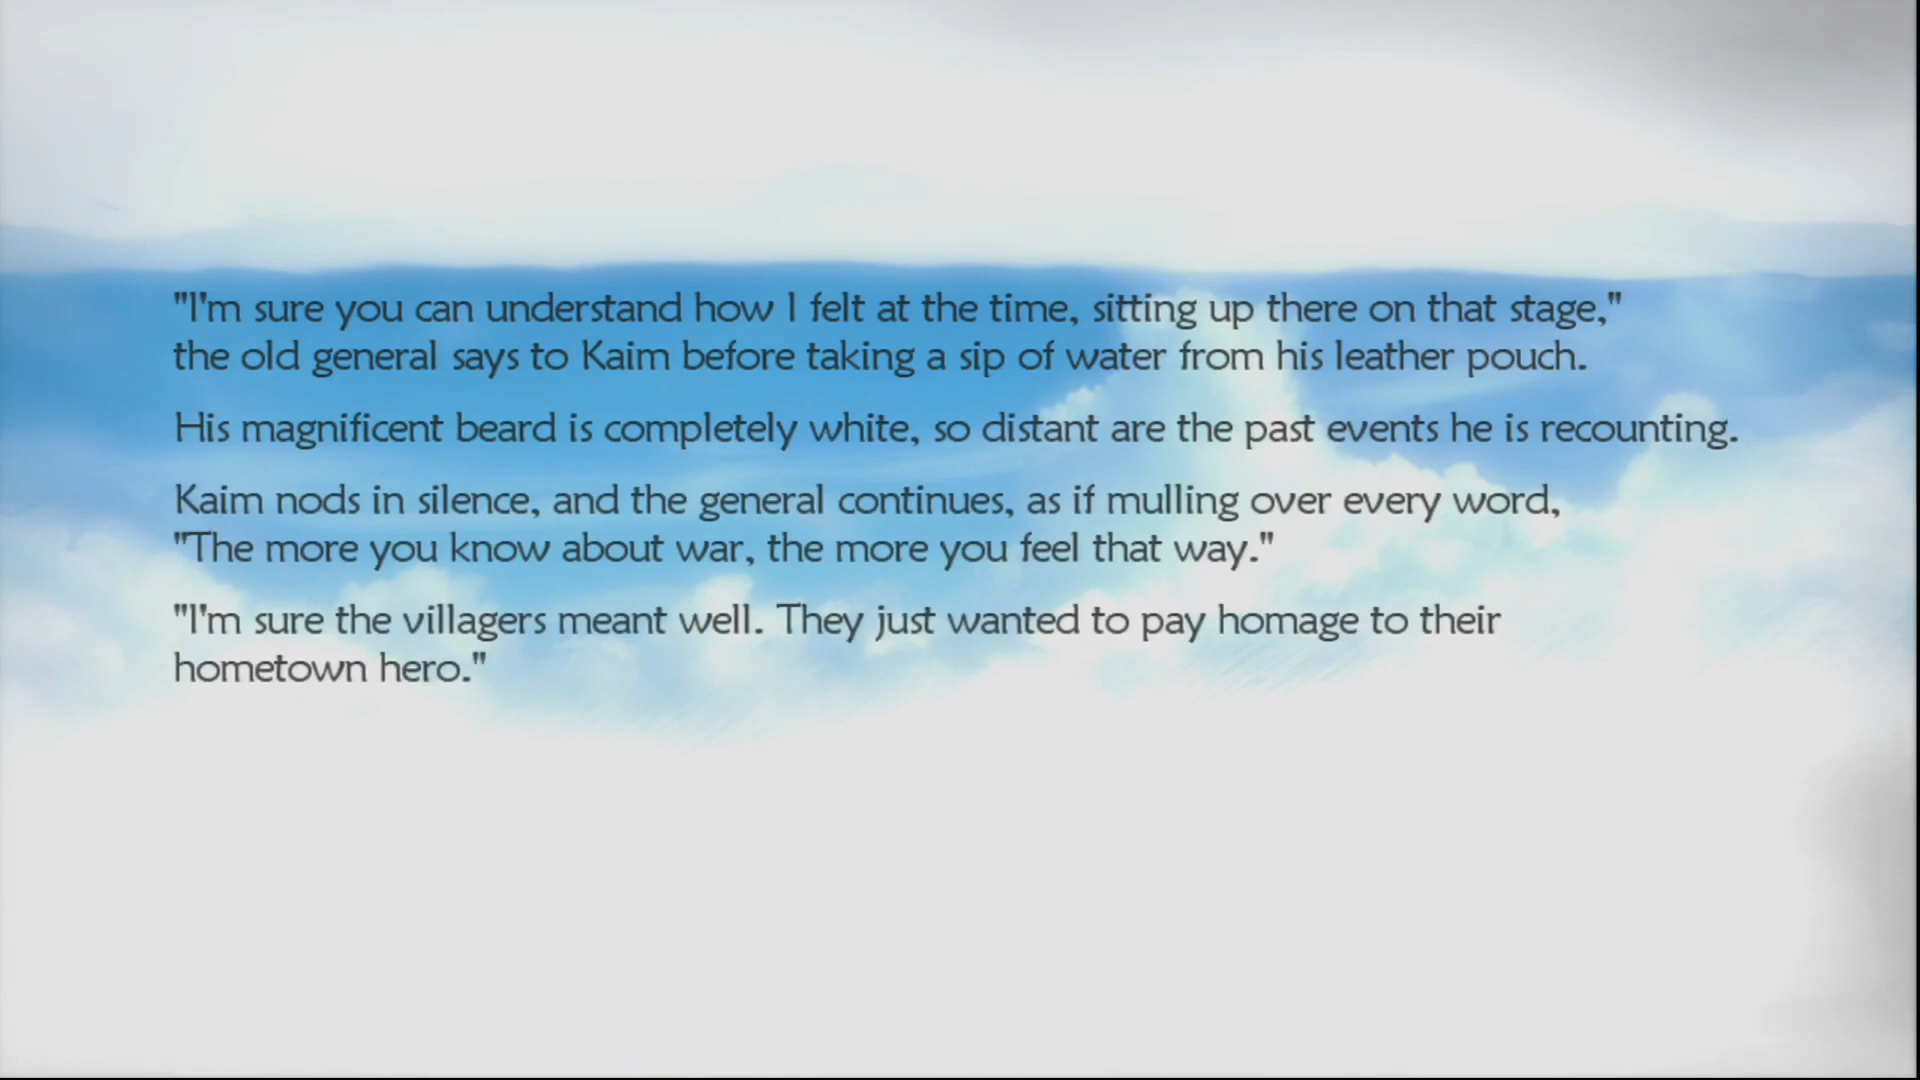 "I'm sure you can understand how I felt at the time, sitting up there on that stage,"
the old general says to Kaim before taking a sip of water from his leather pouch.
His magnificent beard is completely white, so distant are the past events he is recounting.
Kaim nods in silence, and the general continues, as if mulling over every word,
"The more you know about war, the more you feel that way."
"I'm sure the villagers meant well. They just wanted to pay homage to their
hometown hero."